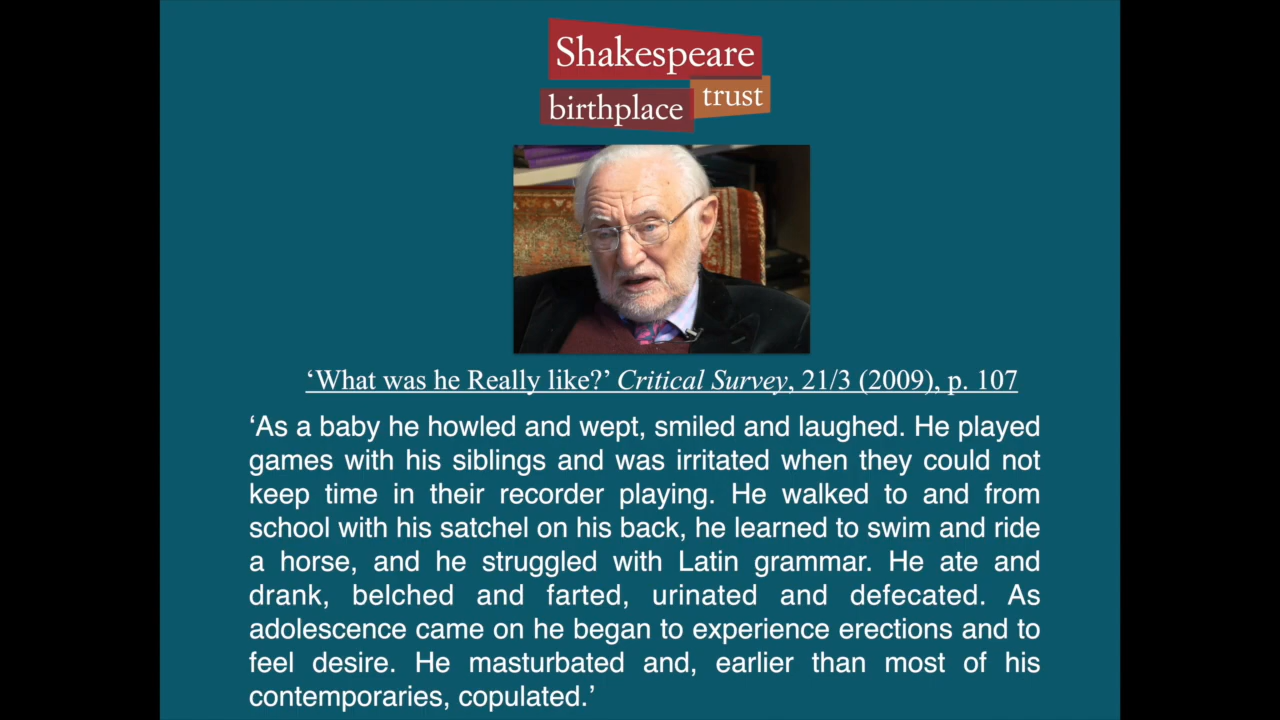 Shakespeare
birthplace trust
‘What was he Really like?’ Critical Survey, 21/3 (2009), p. 107
‘As a baby he howled and wept, smiled and laughed. He played
games with his siblings and was irritated when they could not
keep time in their recorder playing. He walked to and from
school with his satchel on his back, he learned to swim and ride
a horse, and he struggled with Latin grammar. He ate and
drank, belched and farted, urinated and defecated. As
adolescence came on he began to experience erections and to
feel desire. He masturbated and, earlier than most of his
contemporaries, copulated.’